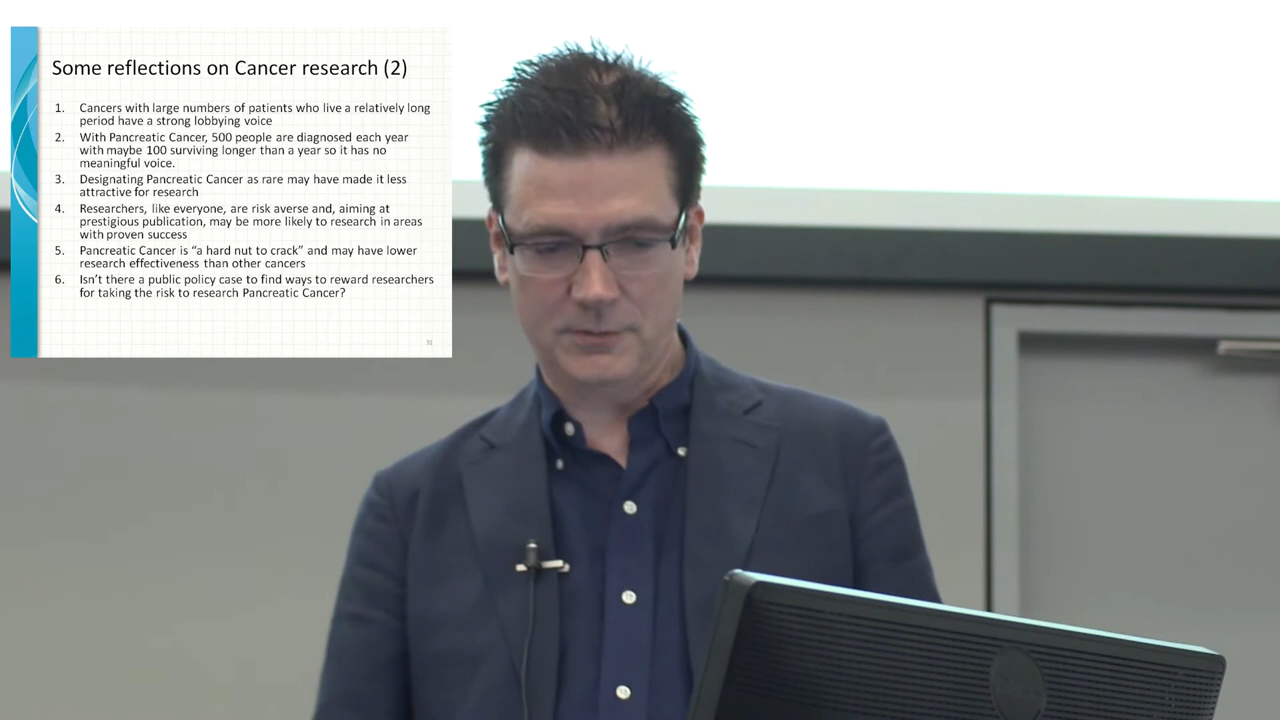 Some reflections on Cancer research (2)
1. Cancers with large numbers of patients who live a relatively long
period have a strong lobbying voice
2. With Pancreatic Cancer, 500 people are diagnosed each year
with maybe 100 surviving longer than a year so it has no
meaningful voice.
3. Designating Pancreatic Cancer as rare may have made it less
attractive for research
4. Researchers, like everyone, are risk averse and, aiming at
prestigious publication, may be more likely to research in areas
with proven success
5. Pancreatic Cancer is “a hard nut to crack” and may have lower
research effectiveness than other cancers
6. Isn’t there a public policy case to find ways to reward researchers
for taking the risk to research Pancreatic Cancer?
31